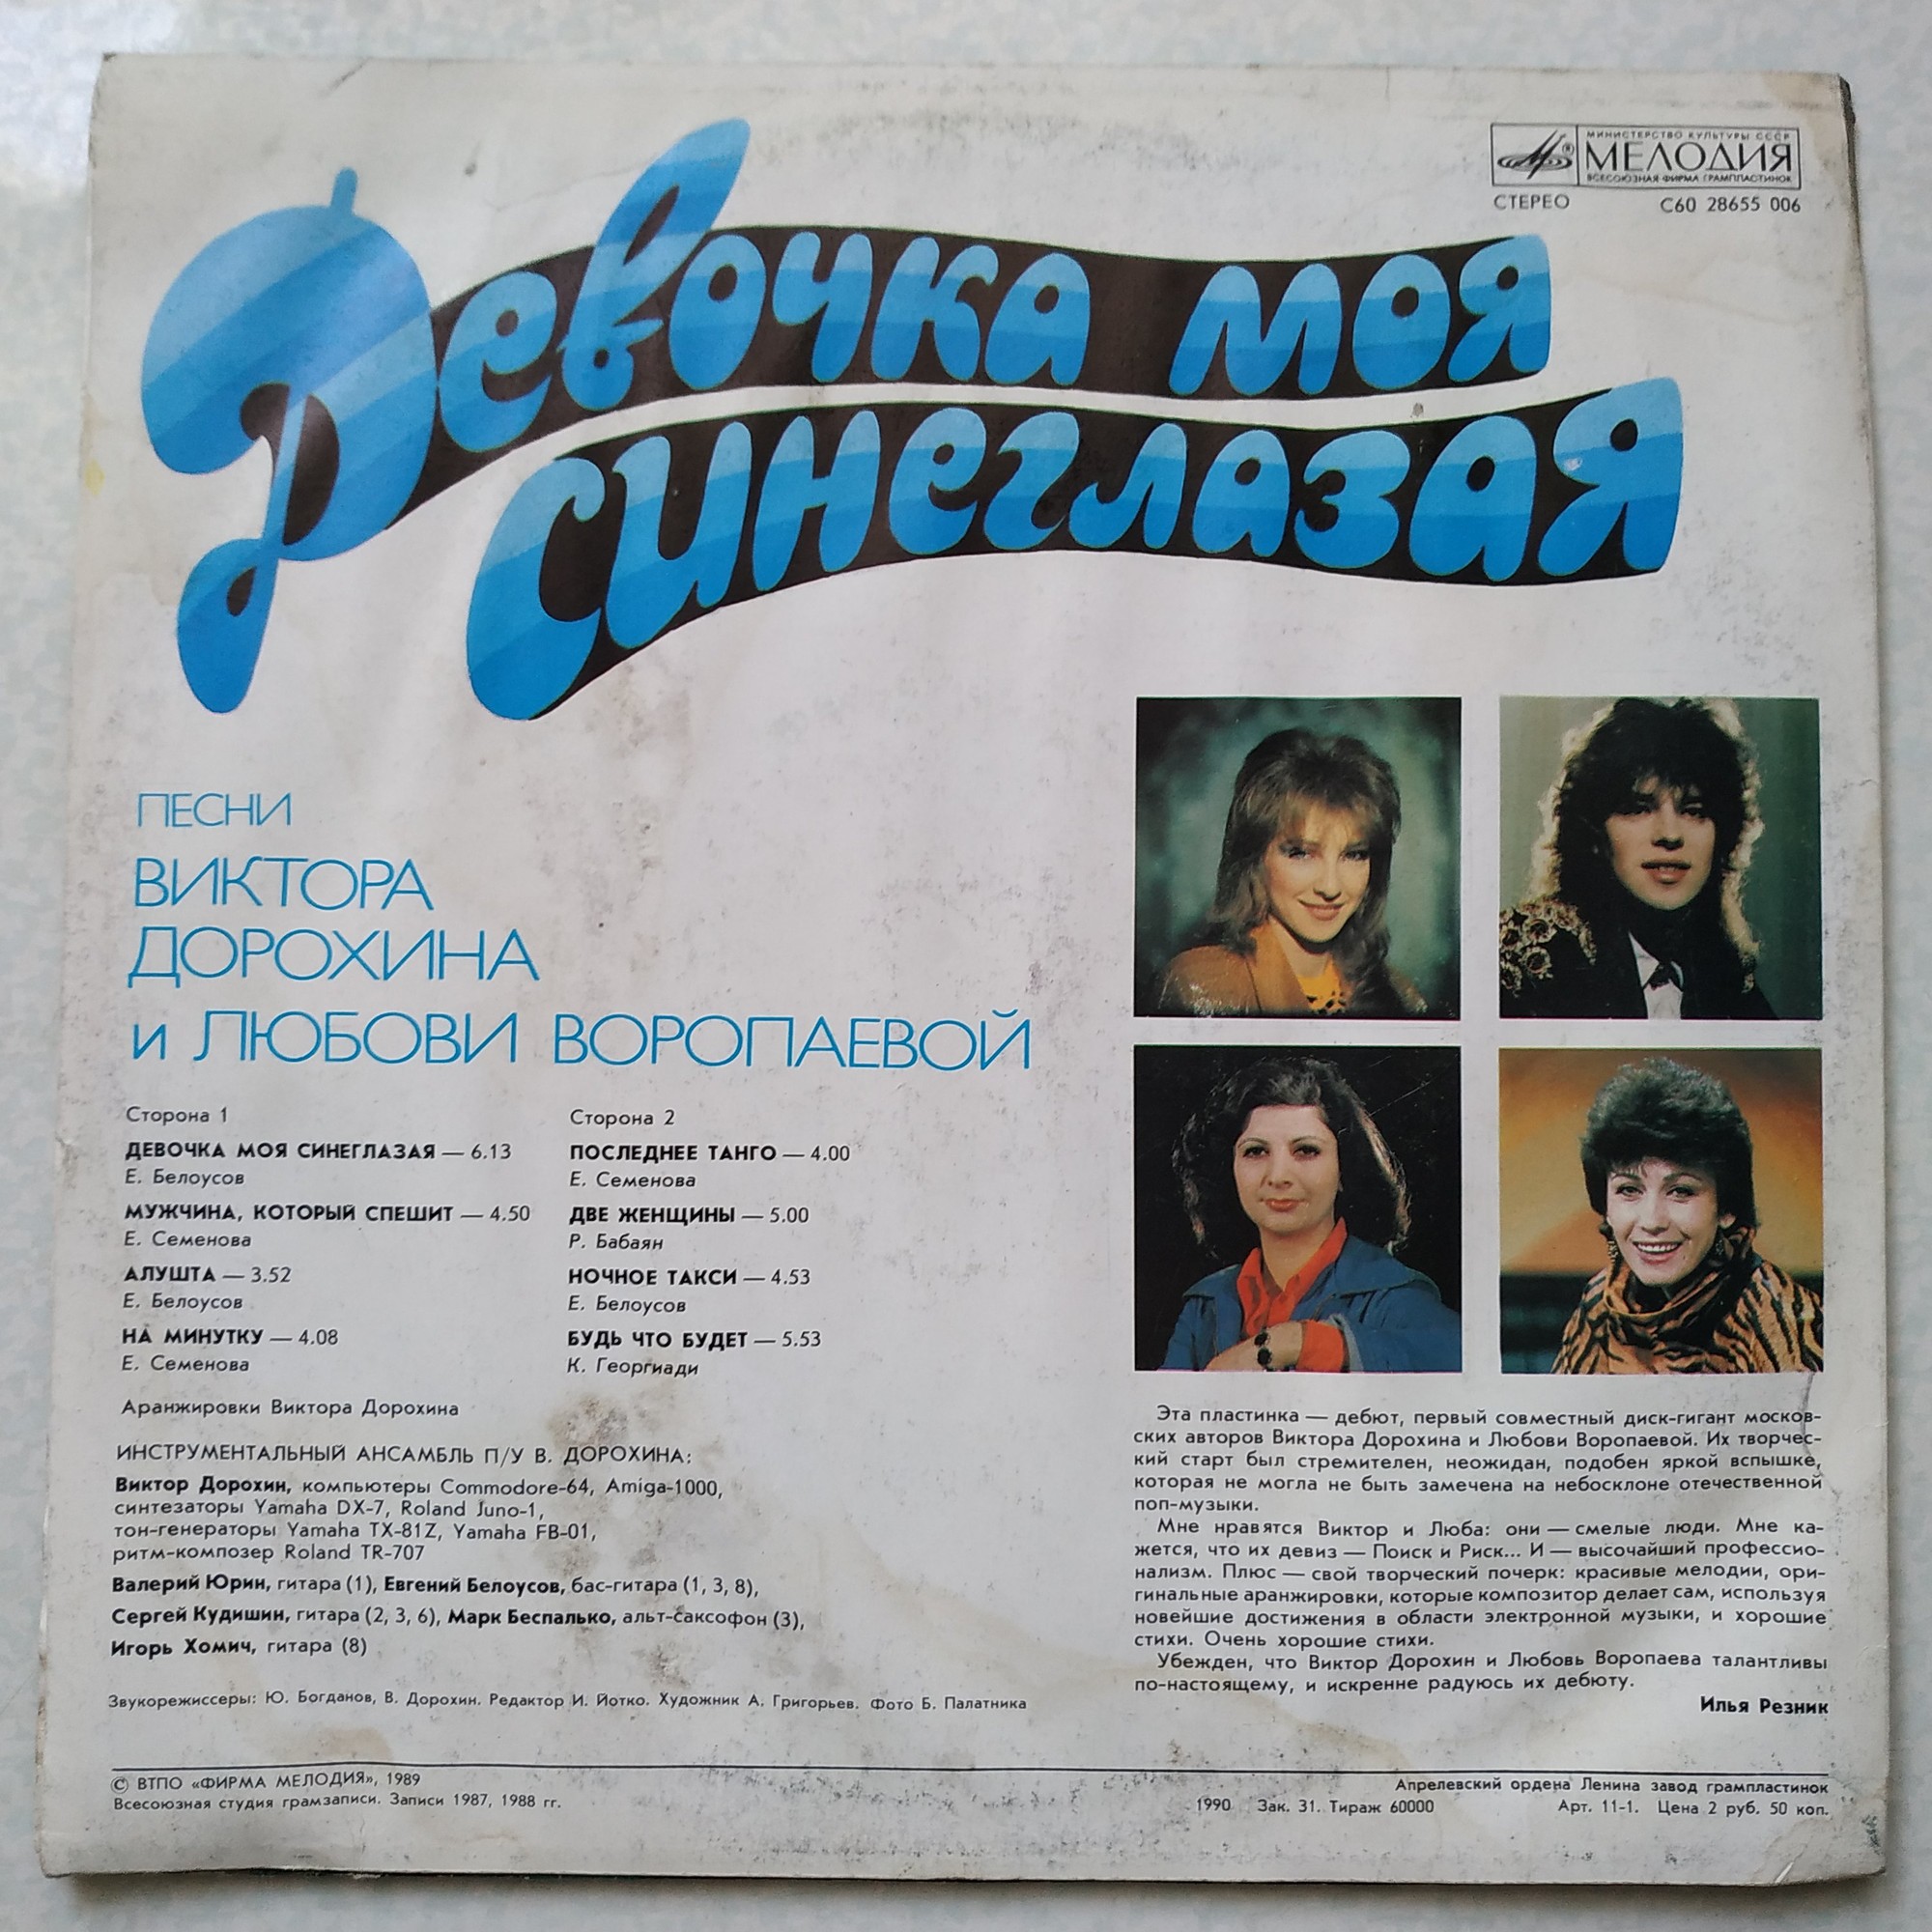 МИНИСТЕРСТВО КУЛЬТУРЫ СССР
МЕЛОДИЯ
ВСЕСОЮЗНАЯ ФИРМА ГРАМПЛАСТИНОК
СТЕРЕО С60 28655 006
Девочка моя
синеглазая
ПЕСНИ
ВИКТОРА
ДОРОХИНА
и ЛЮБОВИ ВОРОПАЕВОЙ
Сторона 1
ДЕВОЧКА МОЯ СИНЕГЛАЗАЯ — 6.13
Е. Белоусов
МУЖЧИНА, КОТОРЫЙ СПЕШИТ — 4.50
Е. Семенова
АЛУШТА — 3.52
Е. Белоусов
НА МИНУТКУ — 4.08
Е. Семенова
Сторона 2
ПОСЛЕДНЕЕ ТАНГО — 4.00
Е. Семенова
ДВЕ ЖЕНЩИНЫ — 5.00
Р. Бабаян
НОЧНОЕ ТАКСИ — 4.53
Е. Белоусов
БУДЬ ЧТО БУДЕТ — 5.53
К. Георгиади
Аранжировки Виктора Дорохина
ИНСТРУМЕНТАЛЬНЫЙ АНСАМБЛЬ П/У В. ДОРОХИНА:
Виктор Дорохин, компьютеры Commodore-64, Amiga-1000,
синтезаторы Yamaha DX-7, Roland Juno-1,
тон-генераторы Yamaha TX-81Z, Yamaha FB-01,
ритм-композер Roland TR-707
Валерий Юрин, гитара (1), Евгений Белоусов, бас-гитара (1, 3, 8),
Сергей Кудишин, гитара (2, 3, 6), Марк Беспалько, альт-саксофон (3),
Игорь Хомич, гитара (8)
Звукорежиссеры: Ю. Богданов, В. Дорохин. Редактор И. Йотко. Художник А. Григорьев. Фото Б. Палатника
Эта пластинка — дебют, первый совместный диск-гигант москов-
ских авторов Виктора Дорохина и Любови Воропаевой. Их творчес-
кий старт был стремителен, неожидан, подобен яркой вспышке,
которая не могла не быть замечена на небосклоне отечественной
поп-музыки.
Мне нравятся Виктор и Люба: они — смелые люди. Мне ка-
жется, что их девиз — Поиск и Риск... И — высочайший профессио-
нализм. Плюс — свой творческий почерк: красивые мелодии, ори-
гинальные аранжировки, которые композитор делает сам, используя
новейшие достижения в области электронной музыки, и хорошие
стихи. Очень хорошие стихи.
Убежден, что Виктор Дорохин и Любовь Воропаева талантливы
по-настоящему, и искренне радуюсь их дебюту.
Илья Резник
© ВТПО «ФИРМА МЕЛОДИЯ», 1989
Всесоюзная студия грамзаписи. Записи 1987, 1988 гг.
Апрелевский ордена Ленина завод грампластинок
1990 Зак. 31. Тираж 60000 Арт. 11-1. Цена 2 руб. 50 коп.